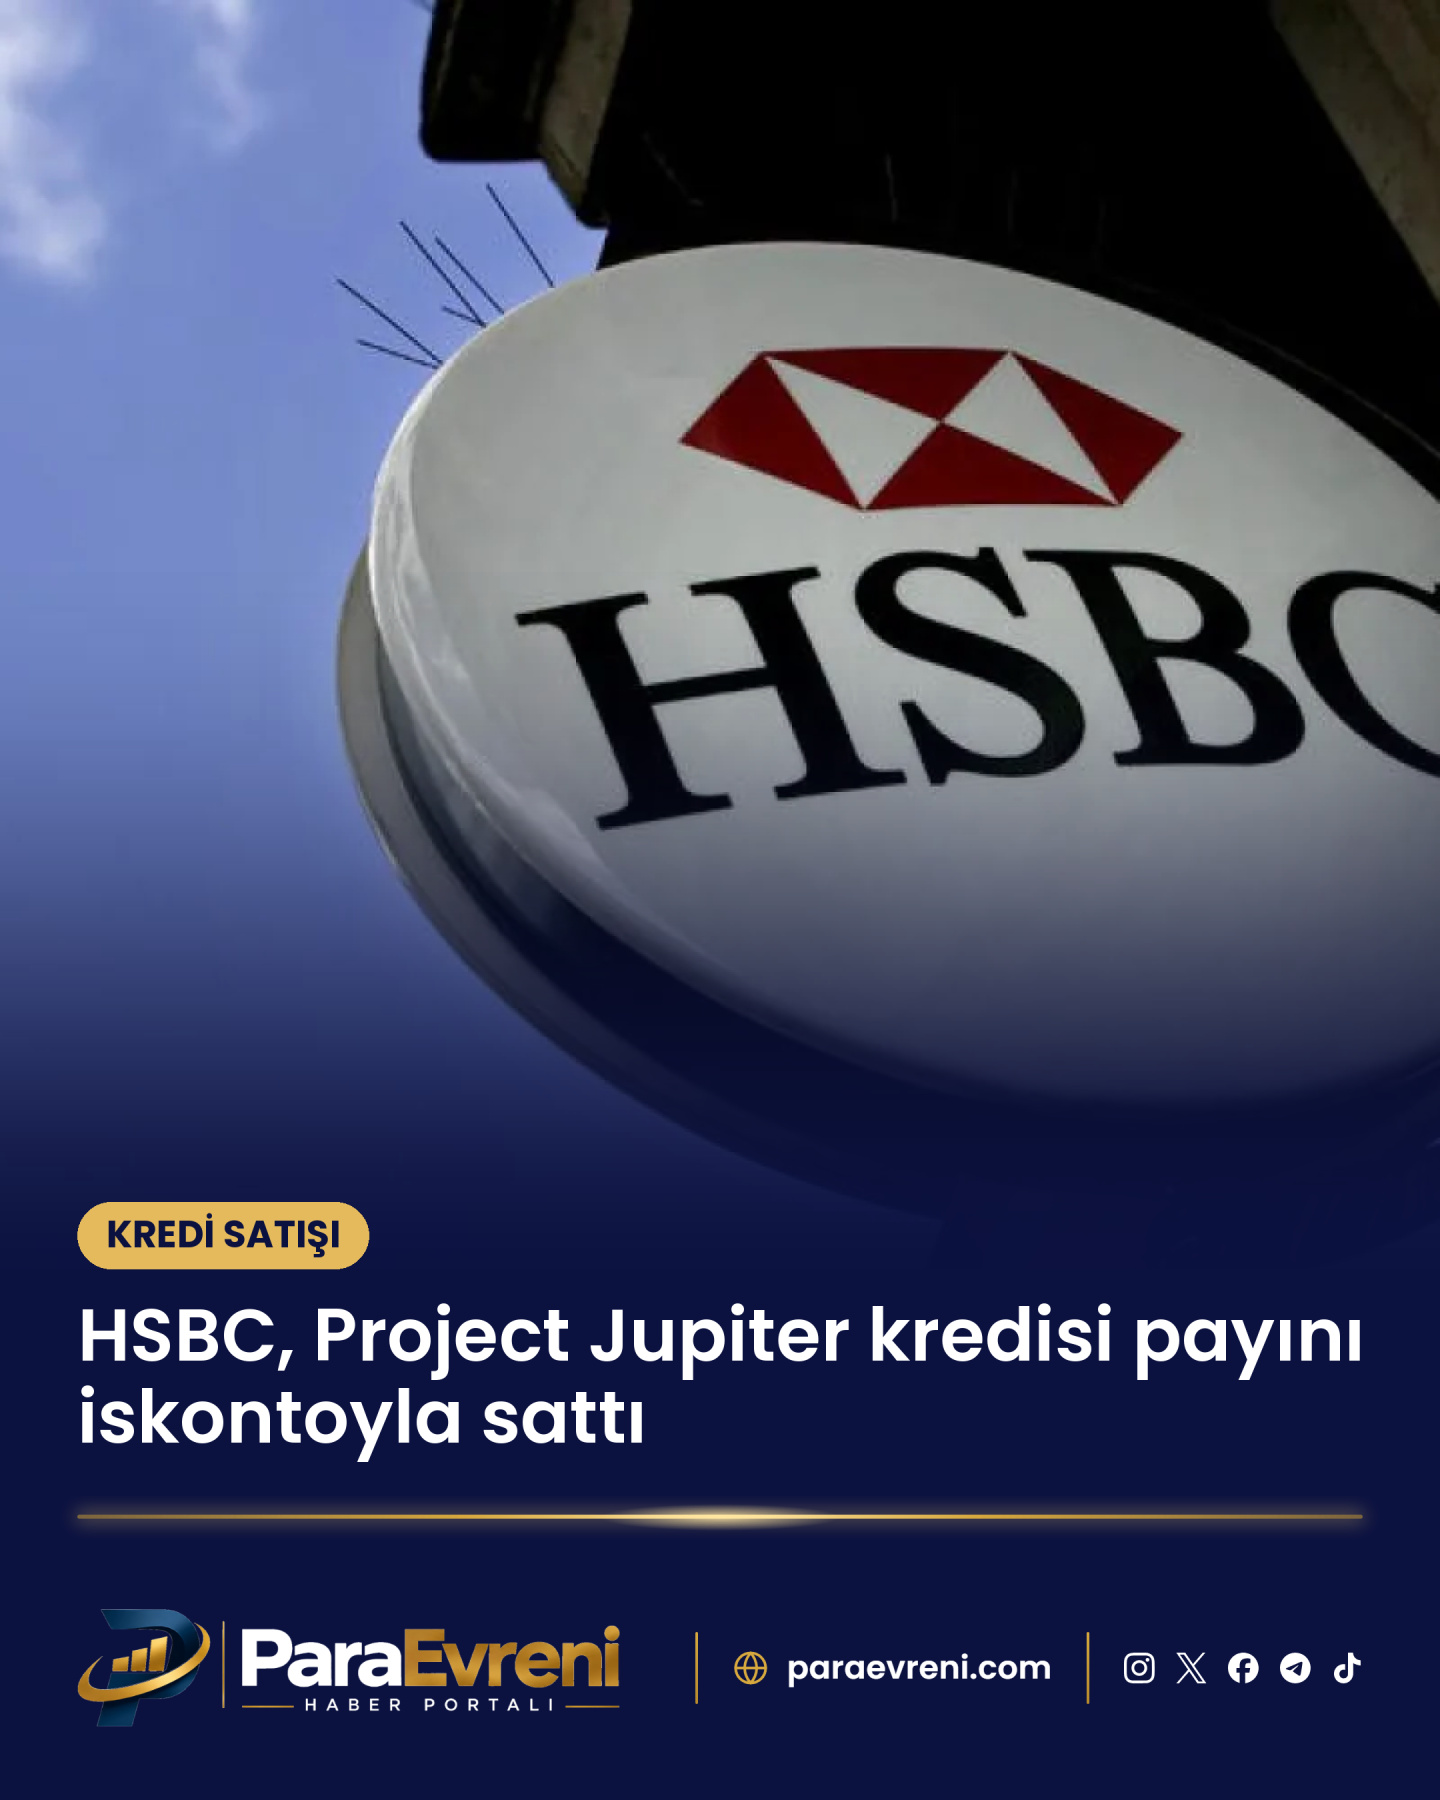 HSBC
KREDİ SATIŞI
HSBC, Project Jupiter kredisi payını
iskontoyla sattı
ParaEvreni
HABER PORTALI
paraevreni.com